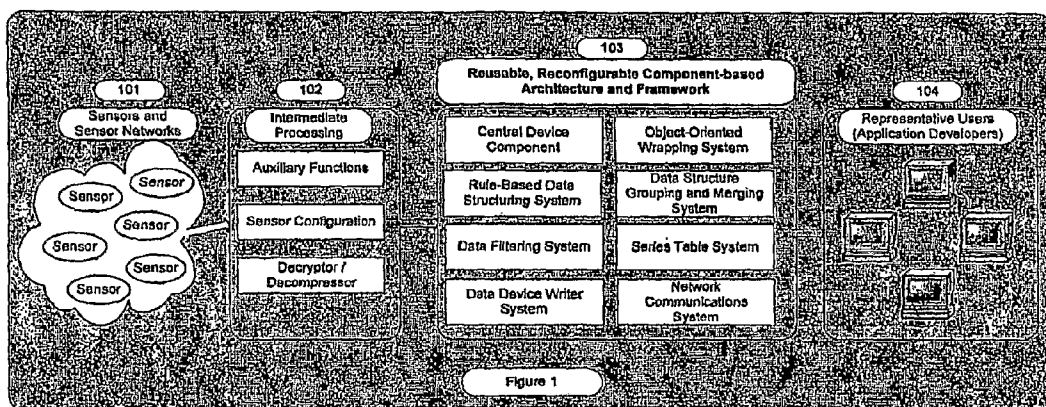 101
Sensors and
Sensor Networks
Sensor
Sensor
Sensor
Sensor
Sensor
Sensor
102
Intermediate
Processing
Auxiliary Functions
Sensor Configuration
Decryptor /
Decompressor
103
Reusable, Reconfigurable Component-based
Architecture and Framework
Central Device
Component
Object-Oriented
Wrapping System
Rule-Based Data
Structuring System
Data Structure
Grouping and Merging
System
Data Filtering System
Series Table System
Data Device Writer
System
Network
Communications
System
104
Representative Users
(Application Developers)
Figure 1